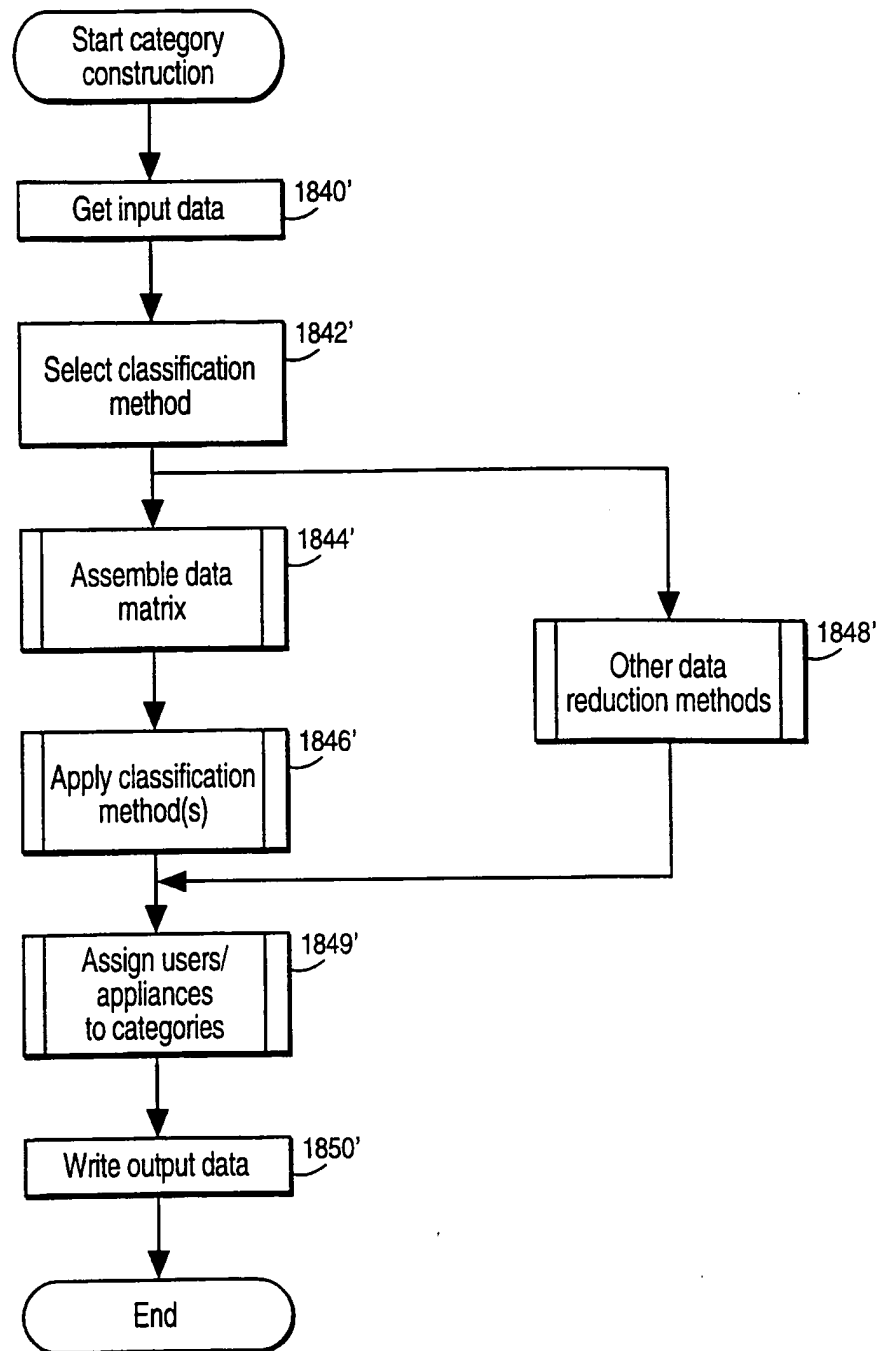 Start category
construction
1840'
Get input data
1842'
Select classification
method
1844'
Assemble data
matrix
1848'
Other data
reduction methods
1846'
Apply classification
method(s)
1849'
Assign users/
appliances
to categories
1850'
Write output data
End